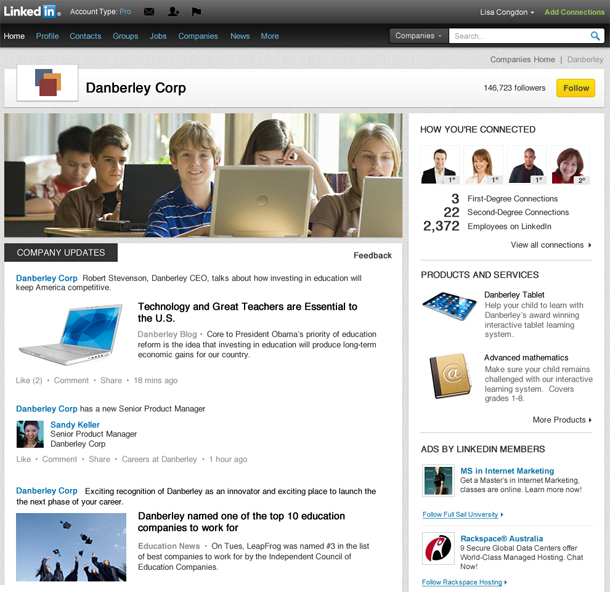 Linked in ®
Account Type: Pro
Lisa Congdon
Add Connections
Home Profile Contacts Groups Jobs Companies News More
Companies
Search...
Companies Home | Danberley
Danberley Corp
146,723 followers
Follow
COMPANY UPDATES
Feedback
Danberley Corp Robert Stevenson, Danberley CEO, talks about how investing in education will
keep America competitive.
Technology and Great Teachers are Essential to
the U.S.
Danberley Blog • Core to President Obama's priority of education
reform is the idea that investing in education will produce long-term
economic gains for our country.
Like (2) • Comment • Share • 18 mins ago
Danberley Corp has a new Senior Product Manager
Sandy Keller
Senior Product Manager
Danberley Corp
Like • Comment • Share • Careers at Danberley • 1 hour ago
Danberley Corp Exciting recognition of Danberley as an innovator and exciting place to launch the
the next phase of your career.
Danberley named one of the top 10 education
companies to work for
Education News • On Tues, LeapFrog was named #3 in the list
of best companies to work for by the Independent Council of
Education Companies.
HOW YOU'RE CONNECTED
1° 1° 1° 2°
3 First-Degree Connections
22 Second-Degree Connections
2,372 Employees on LinkedIn
View all connections
PRODUCTS AND SERVICES
Danberley Tablet
Help your child to learn with
Danberley's award winning
interactive tablet learning
system.
@
Advanced mathematics
Make sure your child remains
challenged with our interactive
learning system. Covers
grades 1-8.
More Products
ADS BY LINKEDIN MEMBERS
MS in Internet Marketing
Get a Master's in Internet Marketing,
classes are online. Learn more now!
Follow Full Sail University
Rackspace® Australia
9 Secure Global Data Centers offer
World-Class Managed Hosting. Chat
Now!
Follow Rackspace Hosting